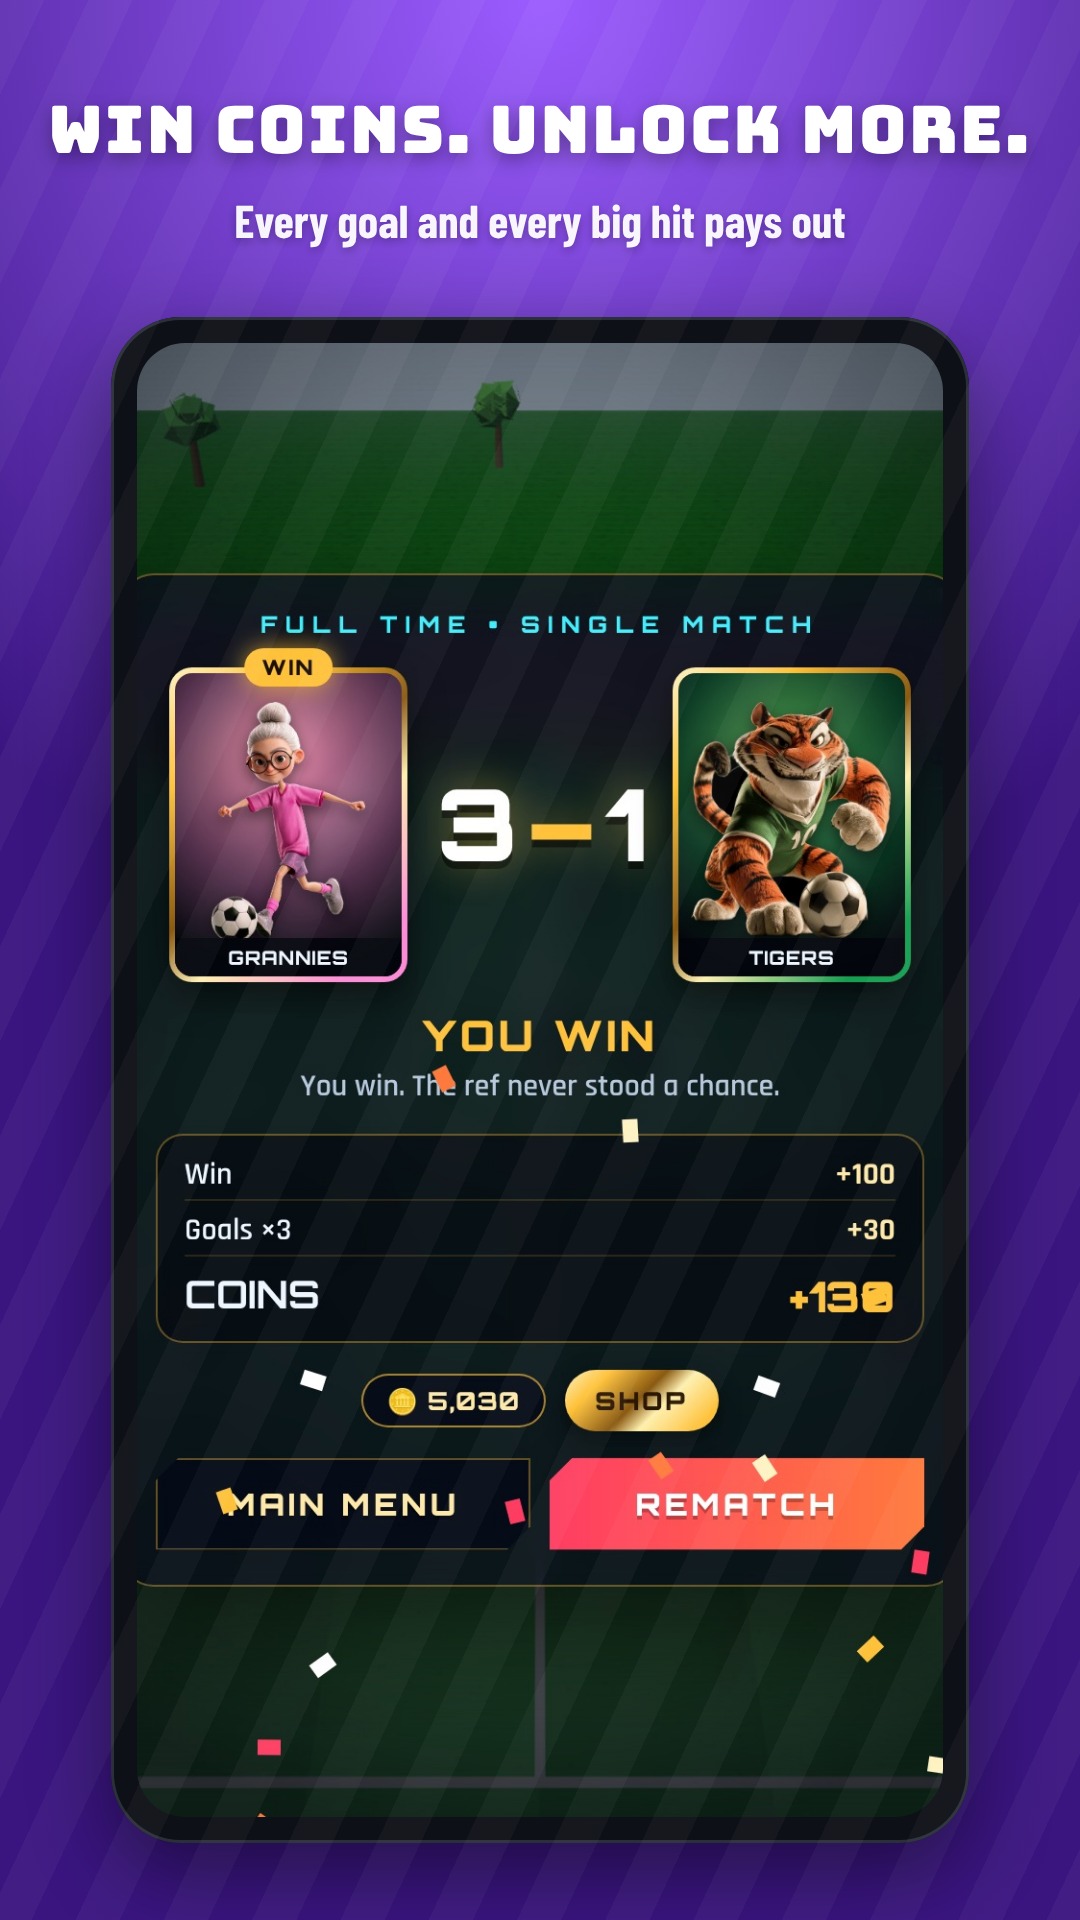 WIN COINS. UNLOCK MORE.
Every goal and every big hit pays out
FULL TIME • SINGLE MATCH
WIN
3–1
GRANNIES
TIGERS
YOU WIN
You win. The ref never stood a chance.
Win +100
Goals ×3 +30
COINS +130
5,030 SHOP
MAIN MENU REMATCH